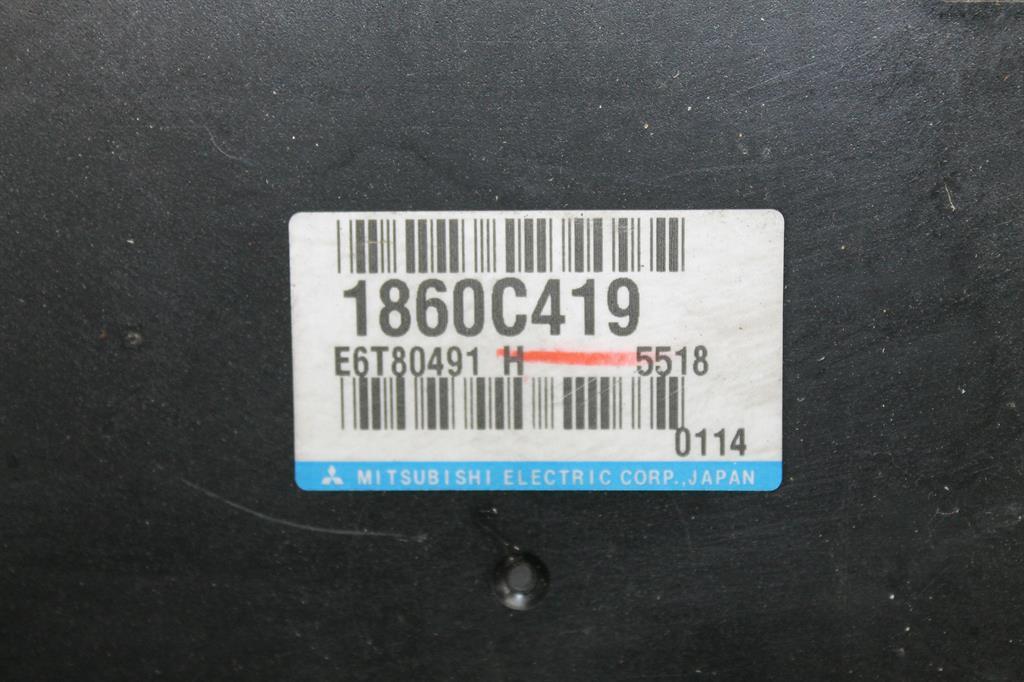 1860C419
E6T80491 H 5518
0114
MITSUBISHI ELECTRIC CORP.,JAPAN